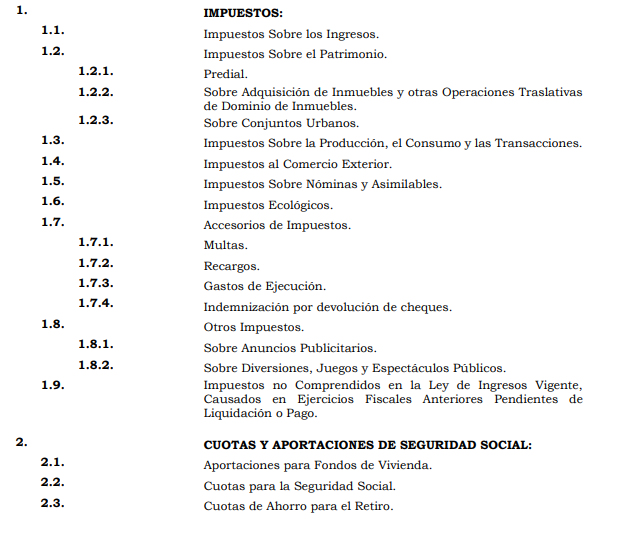 1. IMPUESTOS:
1.1. Impuestos Sobre los Ingresos.
1.2. Impuestos Sobre el Patrimonio.
1.2.1. Predial.
1.2.2. Sobre Adquisición de Inmuebles y otras Operaciones Traslativas
de Dominio de Inmuebles.
1.2.3. Sobre Conjuntos Urbanos.
1.3. Impuestos Sobre la Producción, el Consumo y las Transacciones.
1.4. Impuestos al Comercio Exterior.
1.5. Impuestos Sobre Nóminas y Asimilables.
1.6. Impuestos Ecológicos.
1.7. Accesorios de Impuestos.
1.7.1. Multas.
1.7.2. Recargos.
1.7.3. Gastos de Ejecución.
1.7.4. Indemnización por devolución de cheques.
1.8. Otros Impuestos.
1.8.1. Sobre Anuncios Publicitarios.
1.8.2. Sobre Diversiones, Juegos y Espectáculos Públicos.
1.9. Impuestos no Comprendidos en la Ley de Ingresos Vigente,
Causados en Ejercicios Fiscales Anteriores Pendientes de
Liquidación o Pago.
2. CUOTAS Y APORTACIONES DE SEGURIDAD SOCIAL:
2.1. Aportaciones para Fondos de Vivienda.
2.2. Cuotas para la Seguridad Social.
2.3. Cuotas de Ahorro para el Retiro.